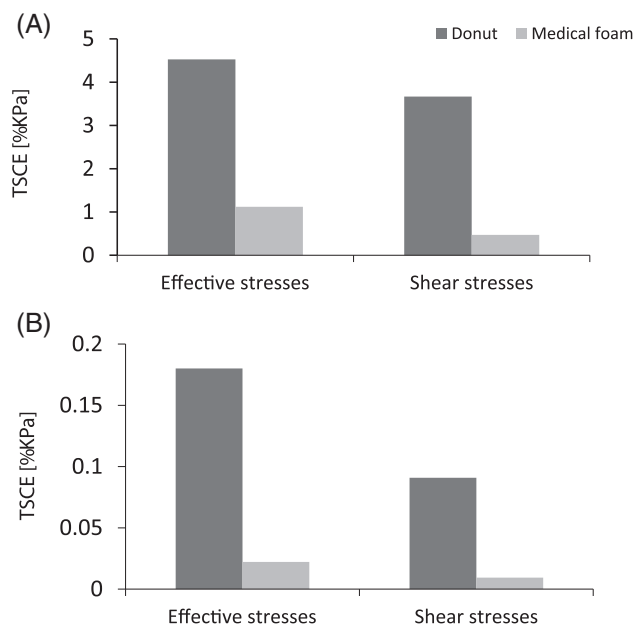 (A)
Donut Medical foam
TSCE [%KPa]
5
4
3
2
1
0
Effective stresses Shear stresses
(B)
TSCE [%KPa]
0.2
0.15
0.1
0.05
0
Effective stresses Shear stresses